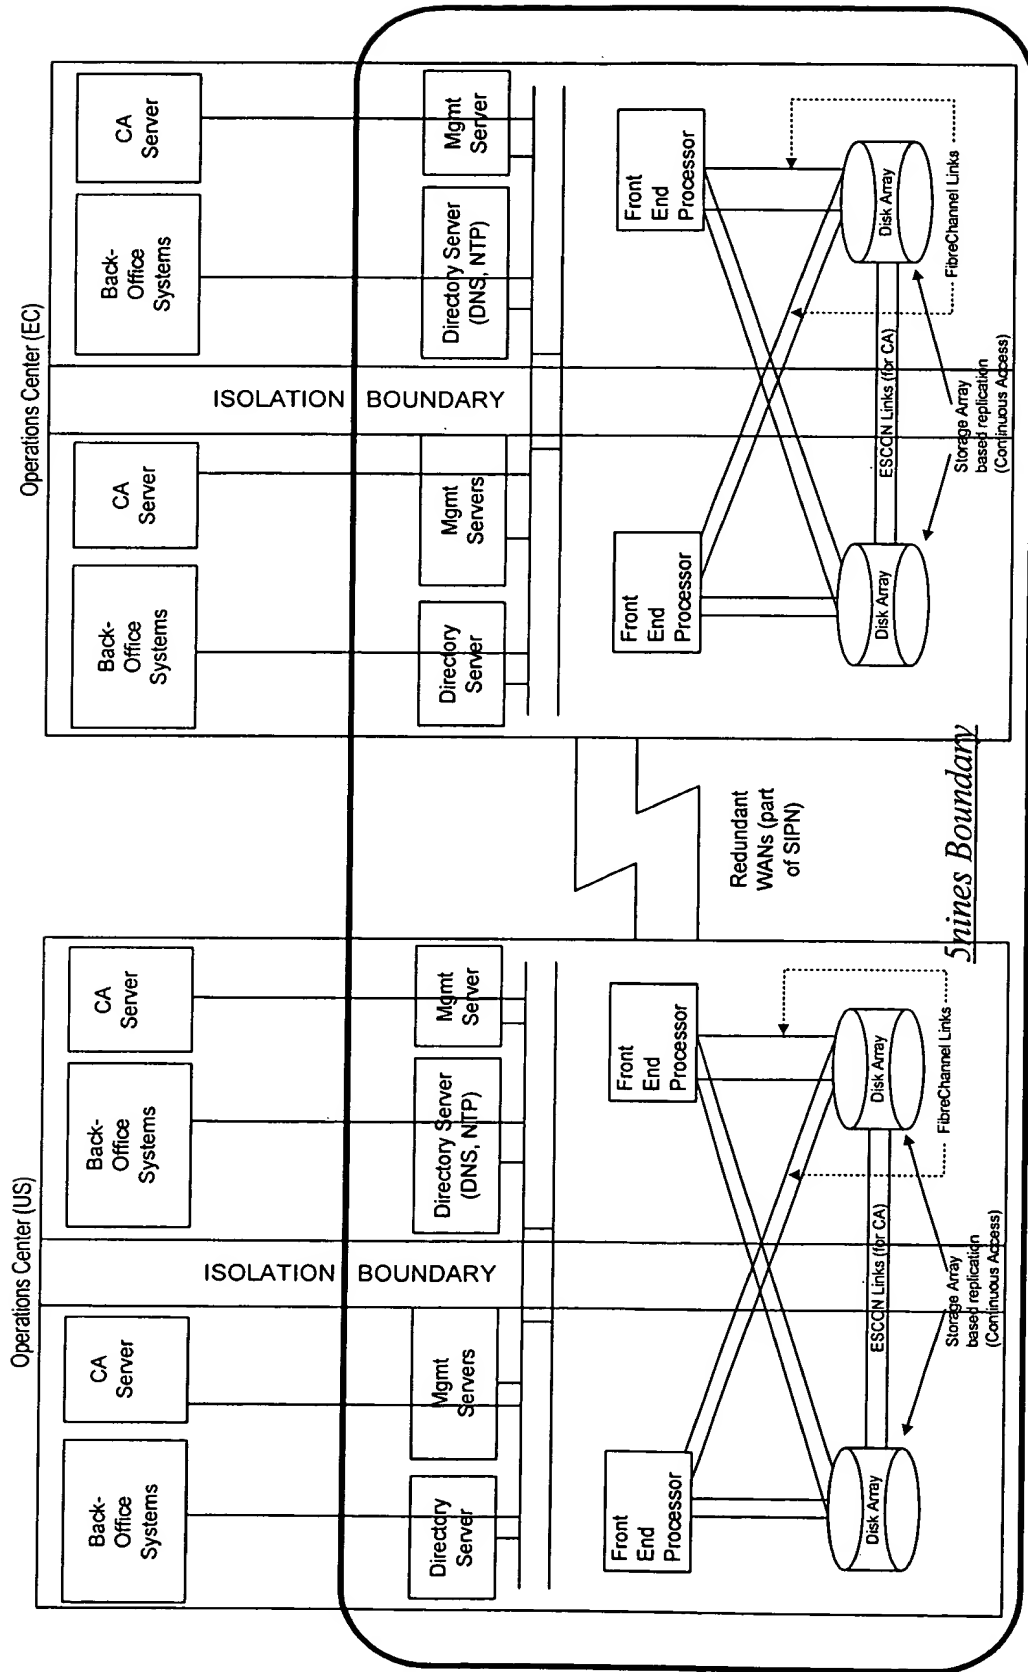 Operations Center (US)
Back-
Office
Systems
CA
Server
Back-
Office
Systems
CA
Server
ISOLATION BOUNDARY
Directory
Server
Mgmt
Servers
Directory Server
(DNS, NTP)
Mgmt
Server
Front
End
Processor
Front
End
Processor
Disk Array
Disk Array
ESCON Links (for CA)
FibreChannel Links
Storage Array
based replication
(Continuous Access)
Redundant
WANs (part
of SIPN)
5nines Boundary
Operations Center (EC)
Back-
Office
Systems
CA
Server
Back-
Office
Systems
CA
Server
ISOLATION BOUNDARY
Directory
Server
Mgmt
Servers
Directory Server
(DNS, NTP)
Mgmt
Server
Front
End
Processor
Front
End
Processor
Disk Array
Disk Array
ESCON Links (for CA)
FibreChannel Links
Storage Array
based replication
(Continuous Access)